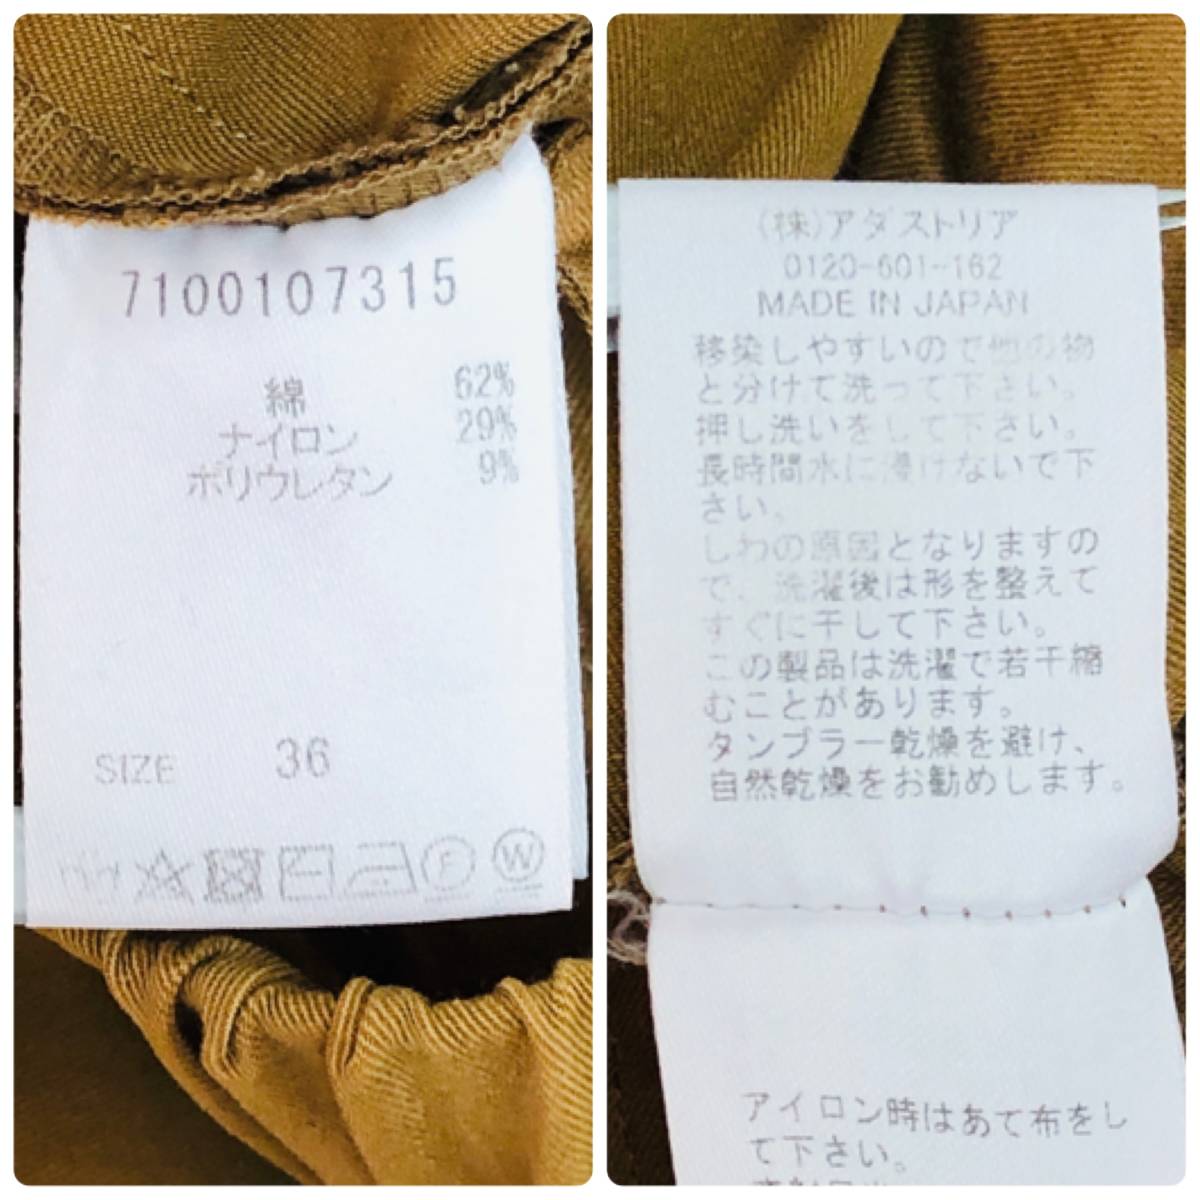 7100107315
綿 62%
ナイロン 29%
ポリウレタン 9%
SIZE 36
F W
(株)アダストリア
0120-601-162
MADE IN JAPAN
移染しやすいので他の物
と分けて洗って下さい。
押し洗いをして下さい。
長時間水に浸けないで下
さい。
しわの原因となりますの
で、洗濯後は形を整えて
すぐに干して下さい。
この製品は洗濯で若干縮
むことがあります。
タンブラー乾燥を避け、
自然乾燥をお勧めします。
アイロン時はあて布をし
て下さい。